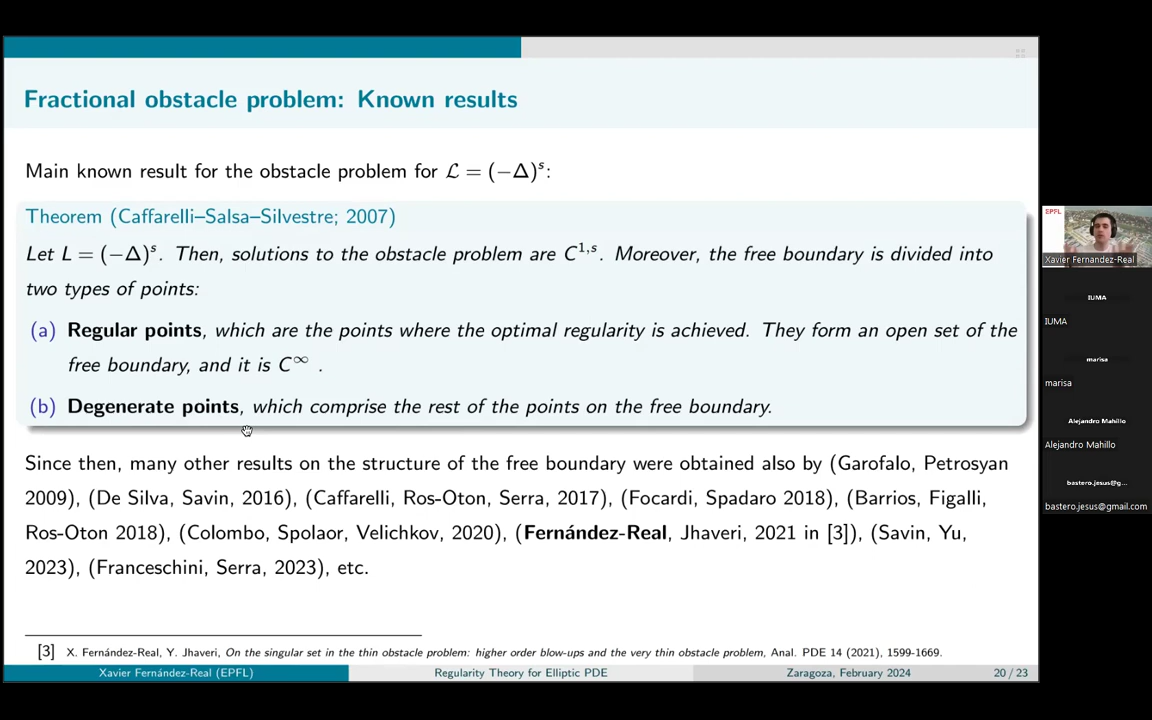 Fractional obstacle problem: Known results
Main known result for the obstacle problem for ℒ = (−Δ)ˢ:
Theorem (Caffarelli–Salsa–Silvestre; 2007)
Let L = (−Δ)ˢ. Then, solutions to the obstacle problem are C¹,ˢ. Moreover, the free boundary is divided into
two types of points:
(a) Regular points, which are the points where the optimal regularity is achieved. They form an open set of the
free boundary, and it is C^∞ .
(b) Degenerate points, which comprise the rest of the points on the free boundary.
Since then, many other results on the structure of the free boundary were obtained also by (Garofalo, Petrosyan
2009), (De Silva, Savin, 2016), (Caffarelli, Ros-Oton, Serra, 2017), (Focardi, Spadaro 2018), (Barrios, Figalli,
Ros-Oton 2018), (Colombo, Spolaor, Velichkov, 2020), (Fernández-Real, Jhaveri, 2021 in [3]), (Savin, Yu,
2023), (Franceschini, Serra, 2023), etc.
[3] X. Fernández-Real, Y. Jhaveri, On the singular set in the thin obstacle problem: higher order blow-ups and the very thin obstacle problem, Anal. PDE 14 (2021), 1599-1669.
Xavier Fernández-Real (EPFL) Regularity Theory for Elliptic PDE Zaragoza, February 2024 20 / 23
EPFL
Xavier Fernandez-Real
IUMA
IUMA
marisa
marisa
Alejandro Mahillo
Alejandro Mahillo
bastero.jesus@g...
bastero.jesus@gmail.com